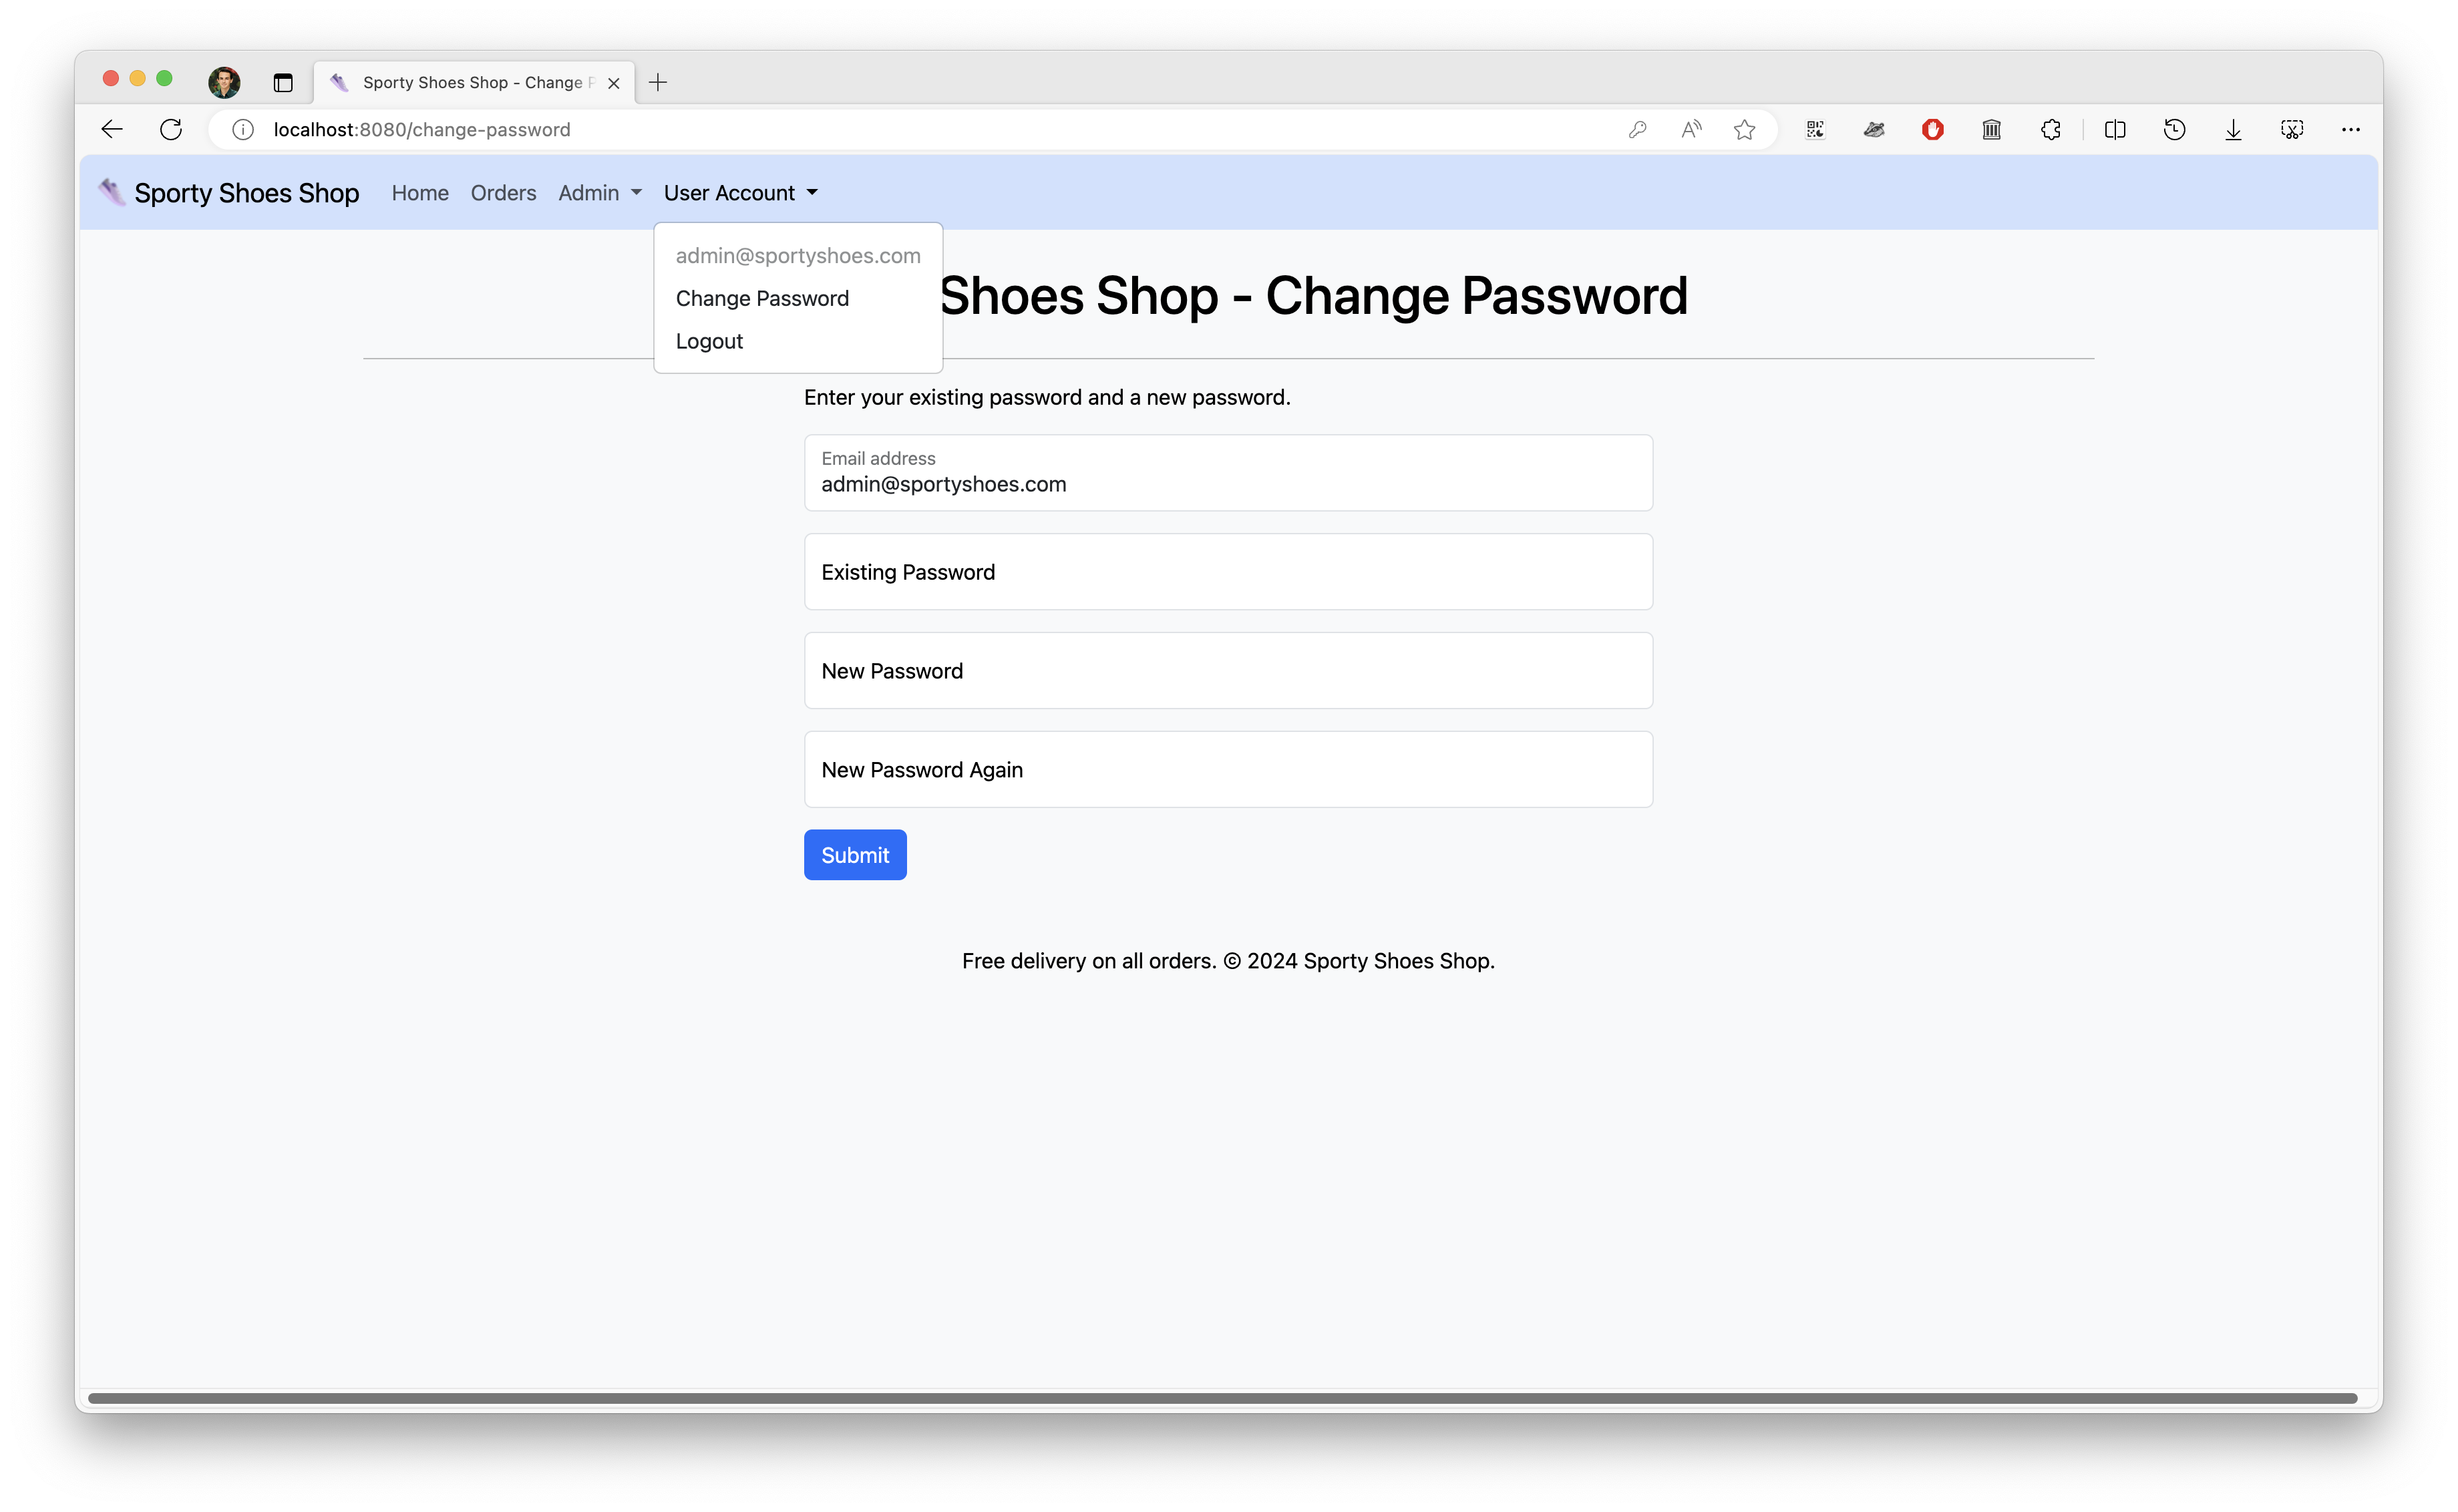 Sporty Shoes Shop - Change
localhost:8080/change-password
Sporty Shoes Shop Home Orders Admin User Account
admin@sportyshoes.com
Change Password
Logout
Shoes Shop - Change Password
Enter your existing password and a new password.
Email address
admin@sportyshoes.com
Existing Password
New Password
New Password Again
Submit
Free delivery on all orders. © 2024 Sporty Shoes Shop.